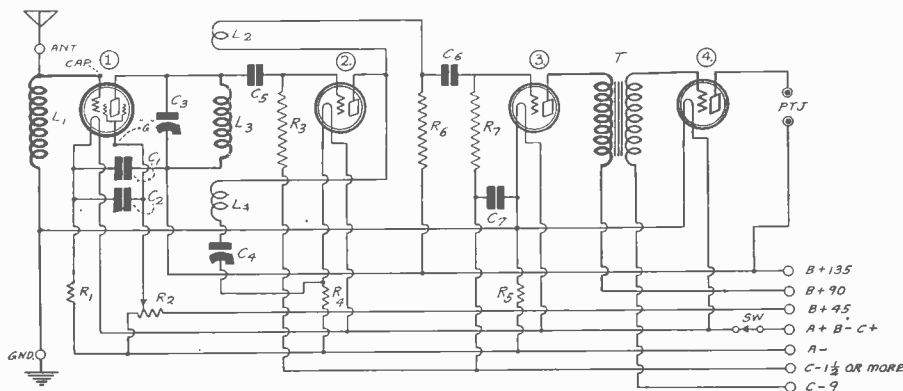 ANT
CAP.
1
L1
G
C1
C2
C3
L3
L2
C5
R3
2.
L4
C4
R4
R1
R2
GND.
C6
R6
R7
C7
3.
R5
T
4.
PTJ
B+135
B+90
B+45
SW
A+ B- C+
A-
C-1½ OR MORE
C-9